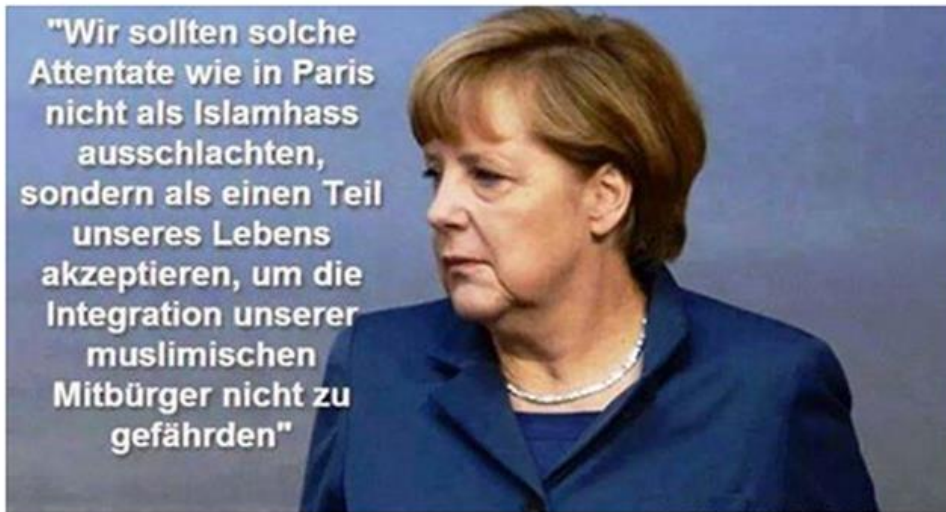 "Wir sollten solche
Attentate wie in Paris
nicht als Islamhass
ausschlachten,
sondern als einen Teil
unseres Lebens
akzeptieren, um die
Integration unserer
muslimischen
Mitbürger nicht zu
gefährden"